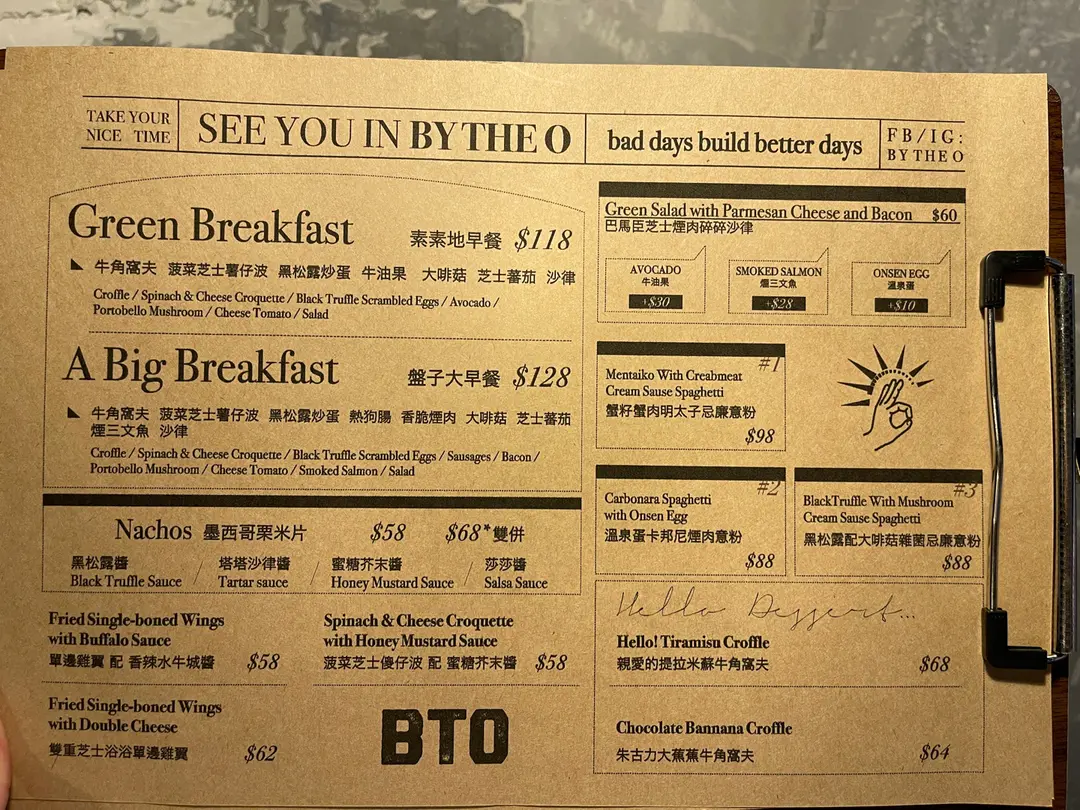 TAKE YOUR
NICE TIME
SEE YOU IN BY THE O
bad days build better days
FB/IG:
BY THE O
Green Breakfast 素素地早餐 $118
牛角窩夫 菠菜芝士薯仔波 黑松露炒蛋 牛油果 大啡菇 芝士蕃茄 沙律
Croffle / Spinach & Cheese Croquette / Black Truffle Scrambled Eggs / Avocado /
Portobello Mushroom / Cheese Tomato / Salad
A Big Breakfast 盤子大早餐 $128
牛角窩夫 菠菜芝士薯仔波 黑松露炒蛋 熱狗腸 香脆煙肉 大啡菇 芝士蕃茄
煙三文魚 沙律
Croffle / Spinach & Cheese Croquette / Black Truffle Scrambled Eggs / Sausages / Bacon /
Portobello Mushroom / Cheese Tomato / Smoked Salmon / Salad
Nachos 墨西哥栗米片 $58 $68*雙併
黑松露醬 / 塔塔沙律醬 / 蜜糖芥末醬 / 莎莎醬
Black Truffle Sauce Tartar sauce Honey Mustard Sauce Salsa Sauce
Fried Single-boned Wings
with Buffalo Sauce
單邊雞翼 配 香辣水牛城醬 $58
Spinach & Cheese Croquette
with Honey Mustard Sauce
菠菜芝士傻仔波 配 蜜糖芥末醬 $58
Fried Single-boned Wings
with Double Cheese
雙重芝士浴浴單邊雞翼 $62
BTO
Green Salad with Parmesan Cheese and Bacon $60
巴馬臣芝士煙肉碎碎沙律
AVOCADO
牛油果
+$30
SMOKED SALMON
煙三文魚
+$28
ONSEN EGG
溫泉蛋
+$10
#1
Mentaiko With Creabmeat
Cream Sause Spaghetti
蟹籽蟹肉明太子忌廉意粉
$98
#2
Carbonara Spaghetti
with Onsen Egg
溫泉蛋卡邦尼煙肉意粉
$88
#3
BlackTruffle With Mushroom
Cream Sause Spaghetti
黑松露配大啡菇雜菌忌廉意粉
$88
Hello Dessert...
Hello! Tiramisu Croffle
親愛的提拉米蘇牛角窩夫 $68
Chocolate Bannana Croffle
朱古力大蕉蕉牛角窩夫 $64